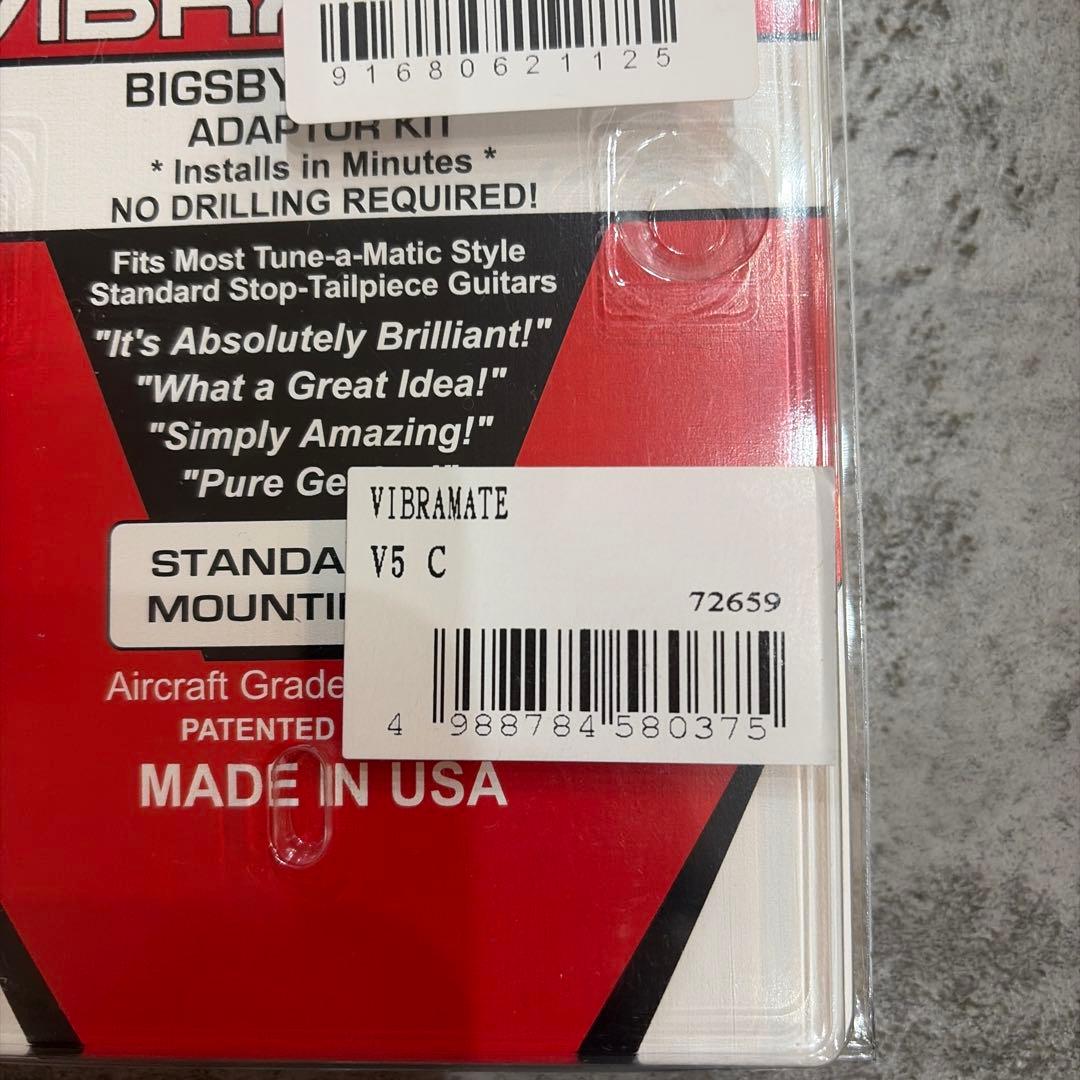 VIBRA
91680621125
BIGSBY
ADAPTOR KIT
* Installs in Minutes *
NO DRILLING REQUIRED!
Fits Most Tune-a-Matic Style
Standard Stop-Tailpiece Guitars
"It's Absolutely Brilliant!"
"What a Great Idea!"
"Simply Amazing!"
"Pure
VIBRAMATE
V5 C
72659
4 988784 580375
Aircraft Grade
PATENTED
MADE IN USA